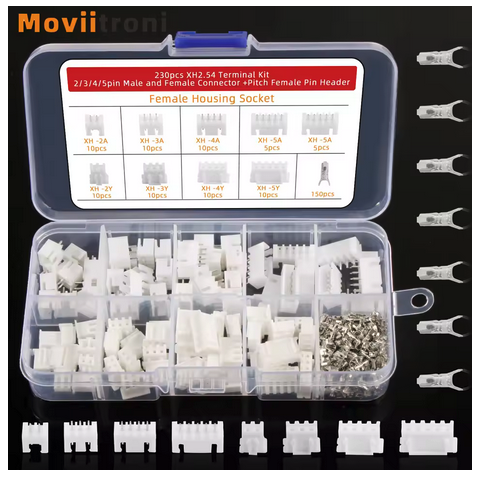 Moviitroni
230pcs XH2.54 Terminal Kit
2/3/4/5pin Male and Female Connector +Pitch Female Pin Header
Female Housing Socket
XH -2A XH -3A XH -4A XH -5A XH -5A
10pcs 10pcs 10pcs 5pcs 5pcs
XH -2Y XH -3Y XH -4Y XH -5Y 150pcs
10pcs 10pcs 10pcs 10pcs